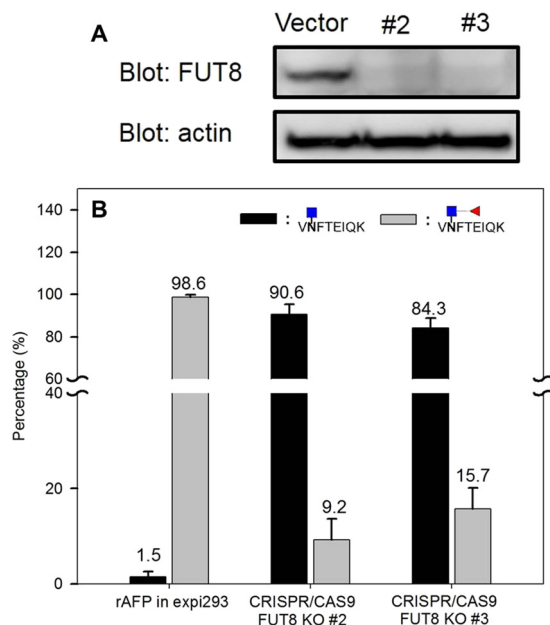 A
Vector #2 #3
Blot: FUT8
Blot: actin
B
: VNFTEIQK : VNFTEIQK
140
120
100
80
60
40
20
0
Percentage (%)
98.6
90.6
84.3
1.5
9.2
15.7
rAFP in expi293
CRISPR/CAS9
FUT8 KO #2
CRISPR/CAS9
FUT8 KO #3